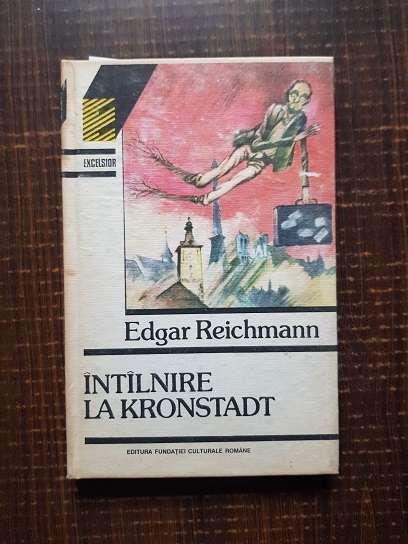 EXCELSIOR
Edgar Reichmann
ÎNTÎLNIRE
LA KRONSTADT
EDITURA FUNDAȚIEI CULTURALE ROMÂNE